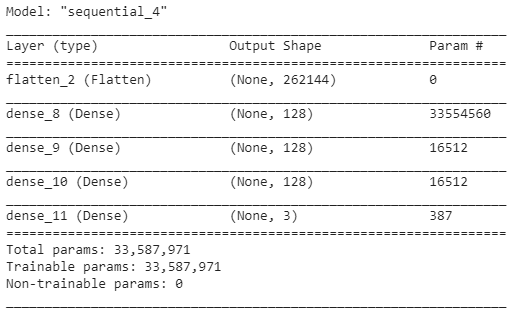 Model: "sequential_4"
Layer (type) Output Shape Param #
flatten_2 (Flatten) (None, 262144) 0
dense_8 (Dense) (None, 128) 33554560
dense_9 (Dense) (None, 128) 16512
dense_10 (Dense) (None, 128) 16512
dense_11 (Dense) (None, 3) 387
Total params: 33,587,971
Trainable params: 33,587,971
Non-trainable params: 0